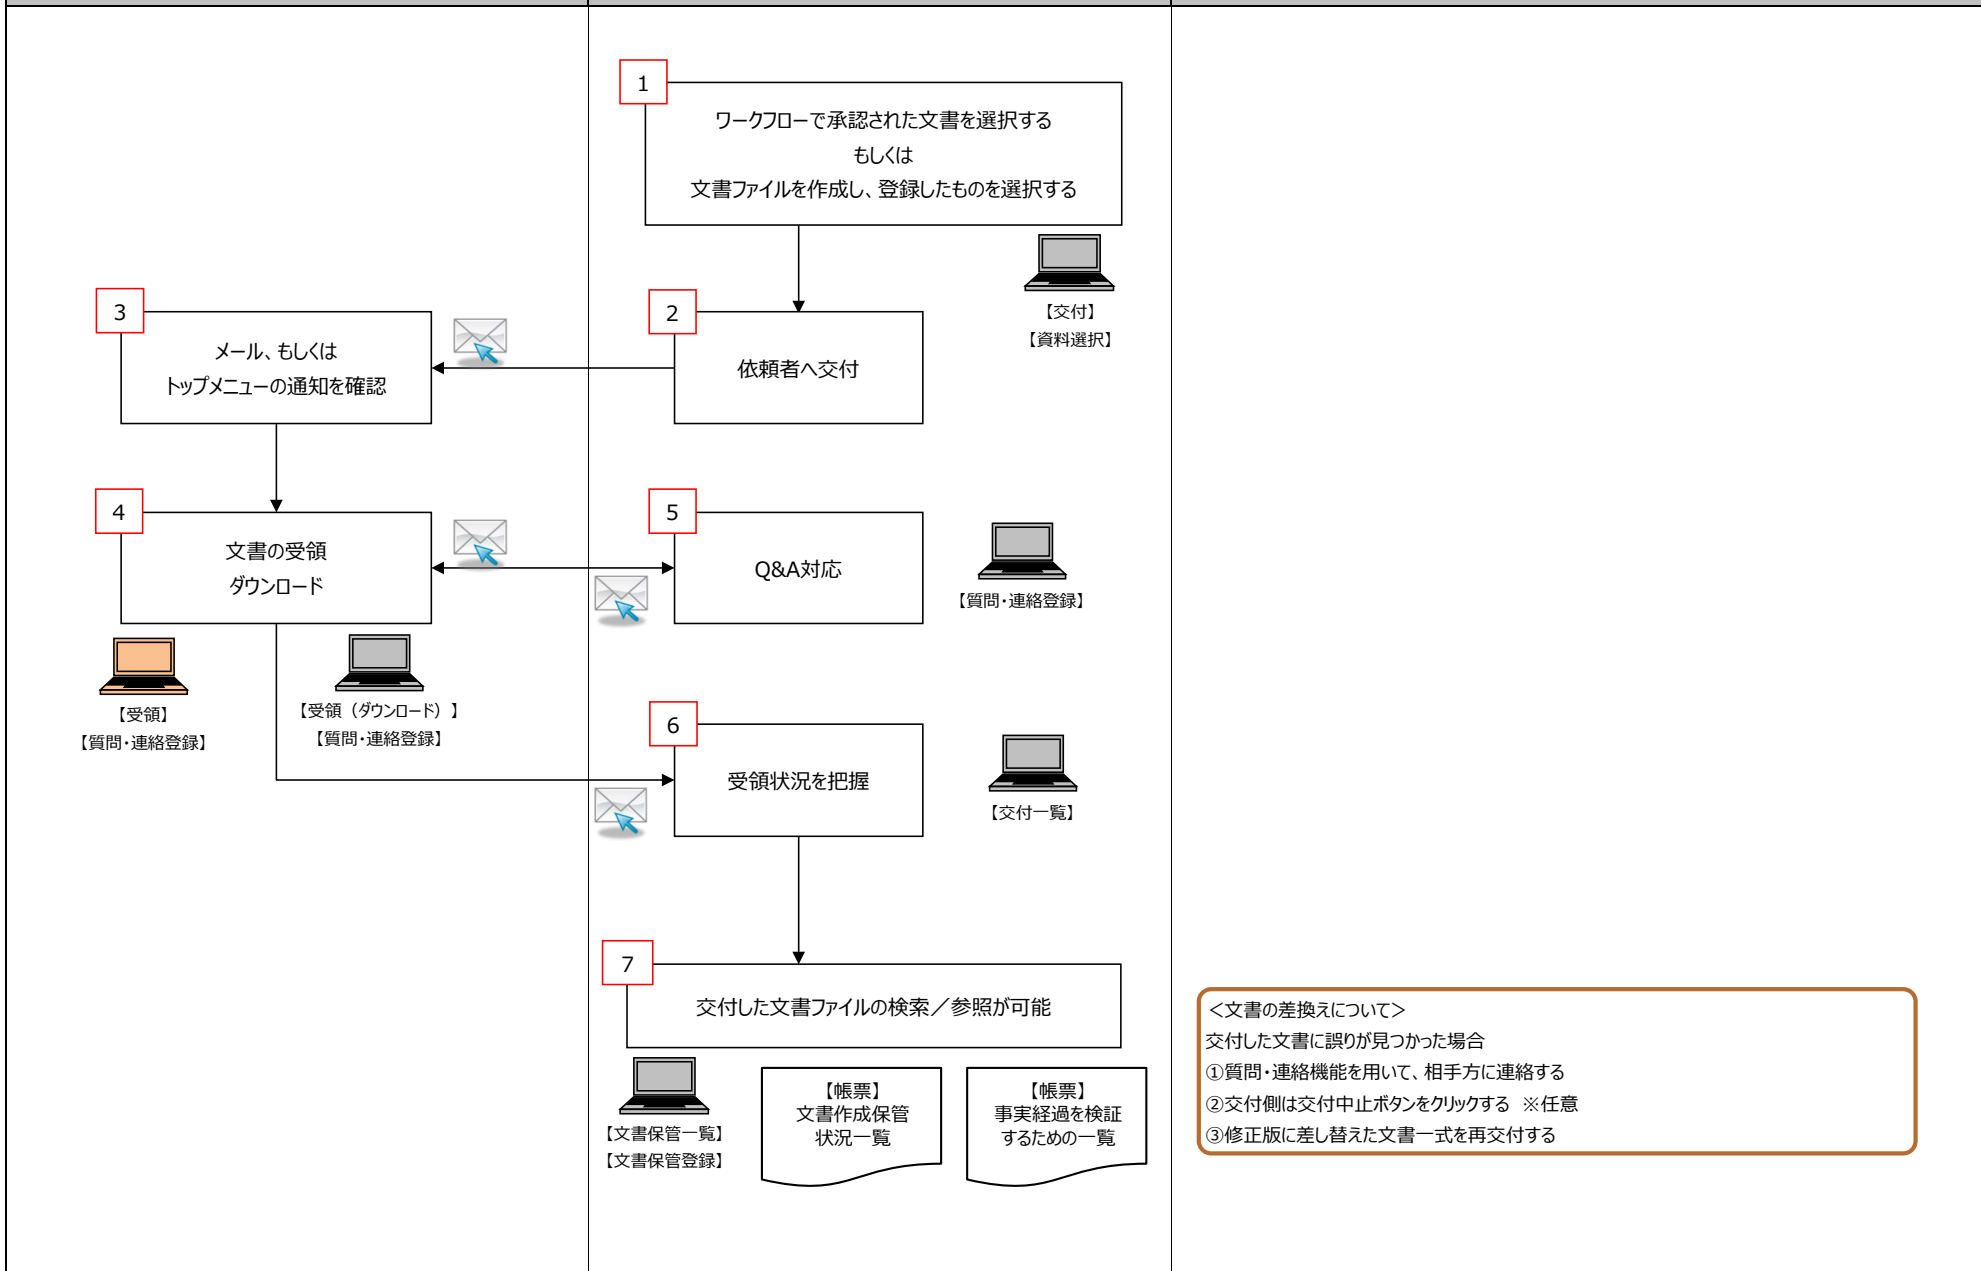 1
ワークフローで承認された文書を選択する
もしくは
文書ファイルを作成し、登録したものを選択する
【交付】
【資料選択】
2
依頼者へ交付
3
メール、もしくは
トップメニューの通知を確認
4
文書の受領
ダウンロード
【受領】
【質問・連絡登録】
【受領（ダウンロード）】
【質問・連絡登録】
5
Q&A対応
【質問・連絡登録】
6
受領状況を把握
【交付一覧】
7
交付した文書ファイルの検索／参照が可能
【文書保管一覧】
【文書保管登録】
【帳票】
文書作成保管
状況一覧
【帳票】
事実経過を検証
するための一覧
＜文書の差換えについて＞
交付した文書に誤りが見つかった場合
①質問・連絡機能を用いて、相手方に連絡する
②交付側は交付中止ボタンをクリックする ※任意
③修正版に差し替えた文書一式を再交付する